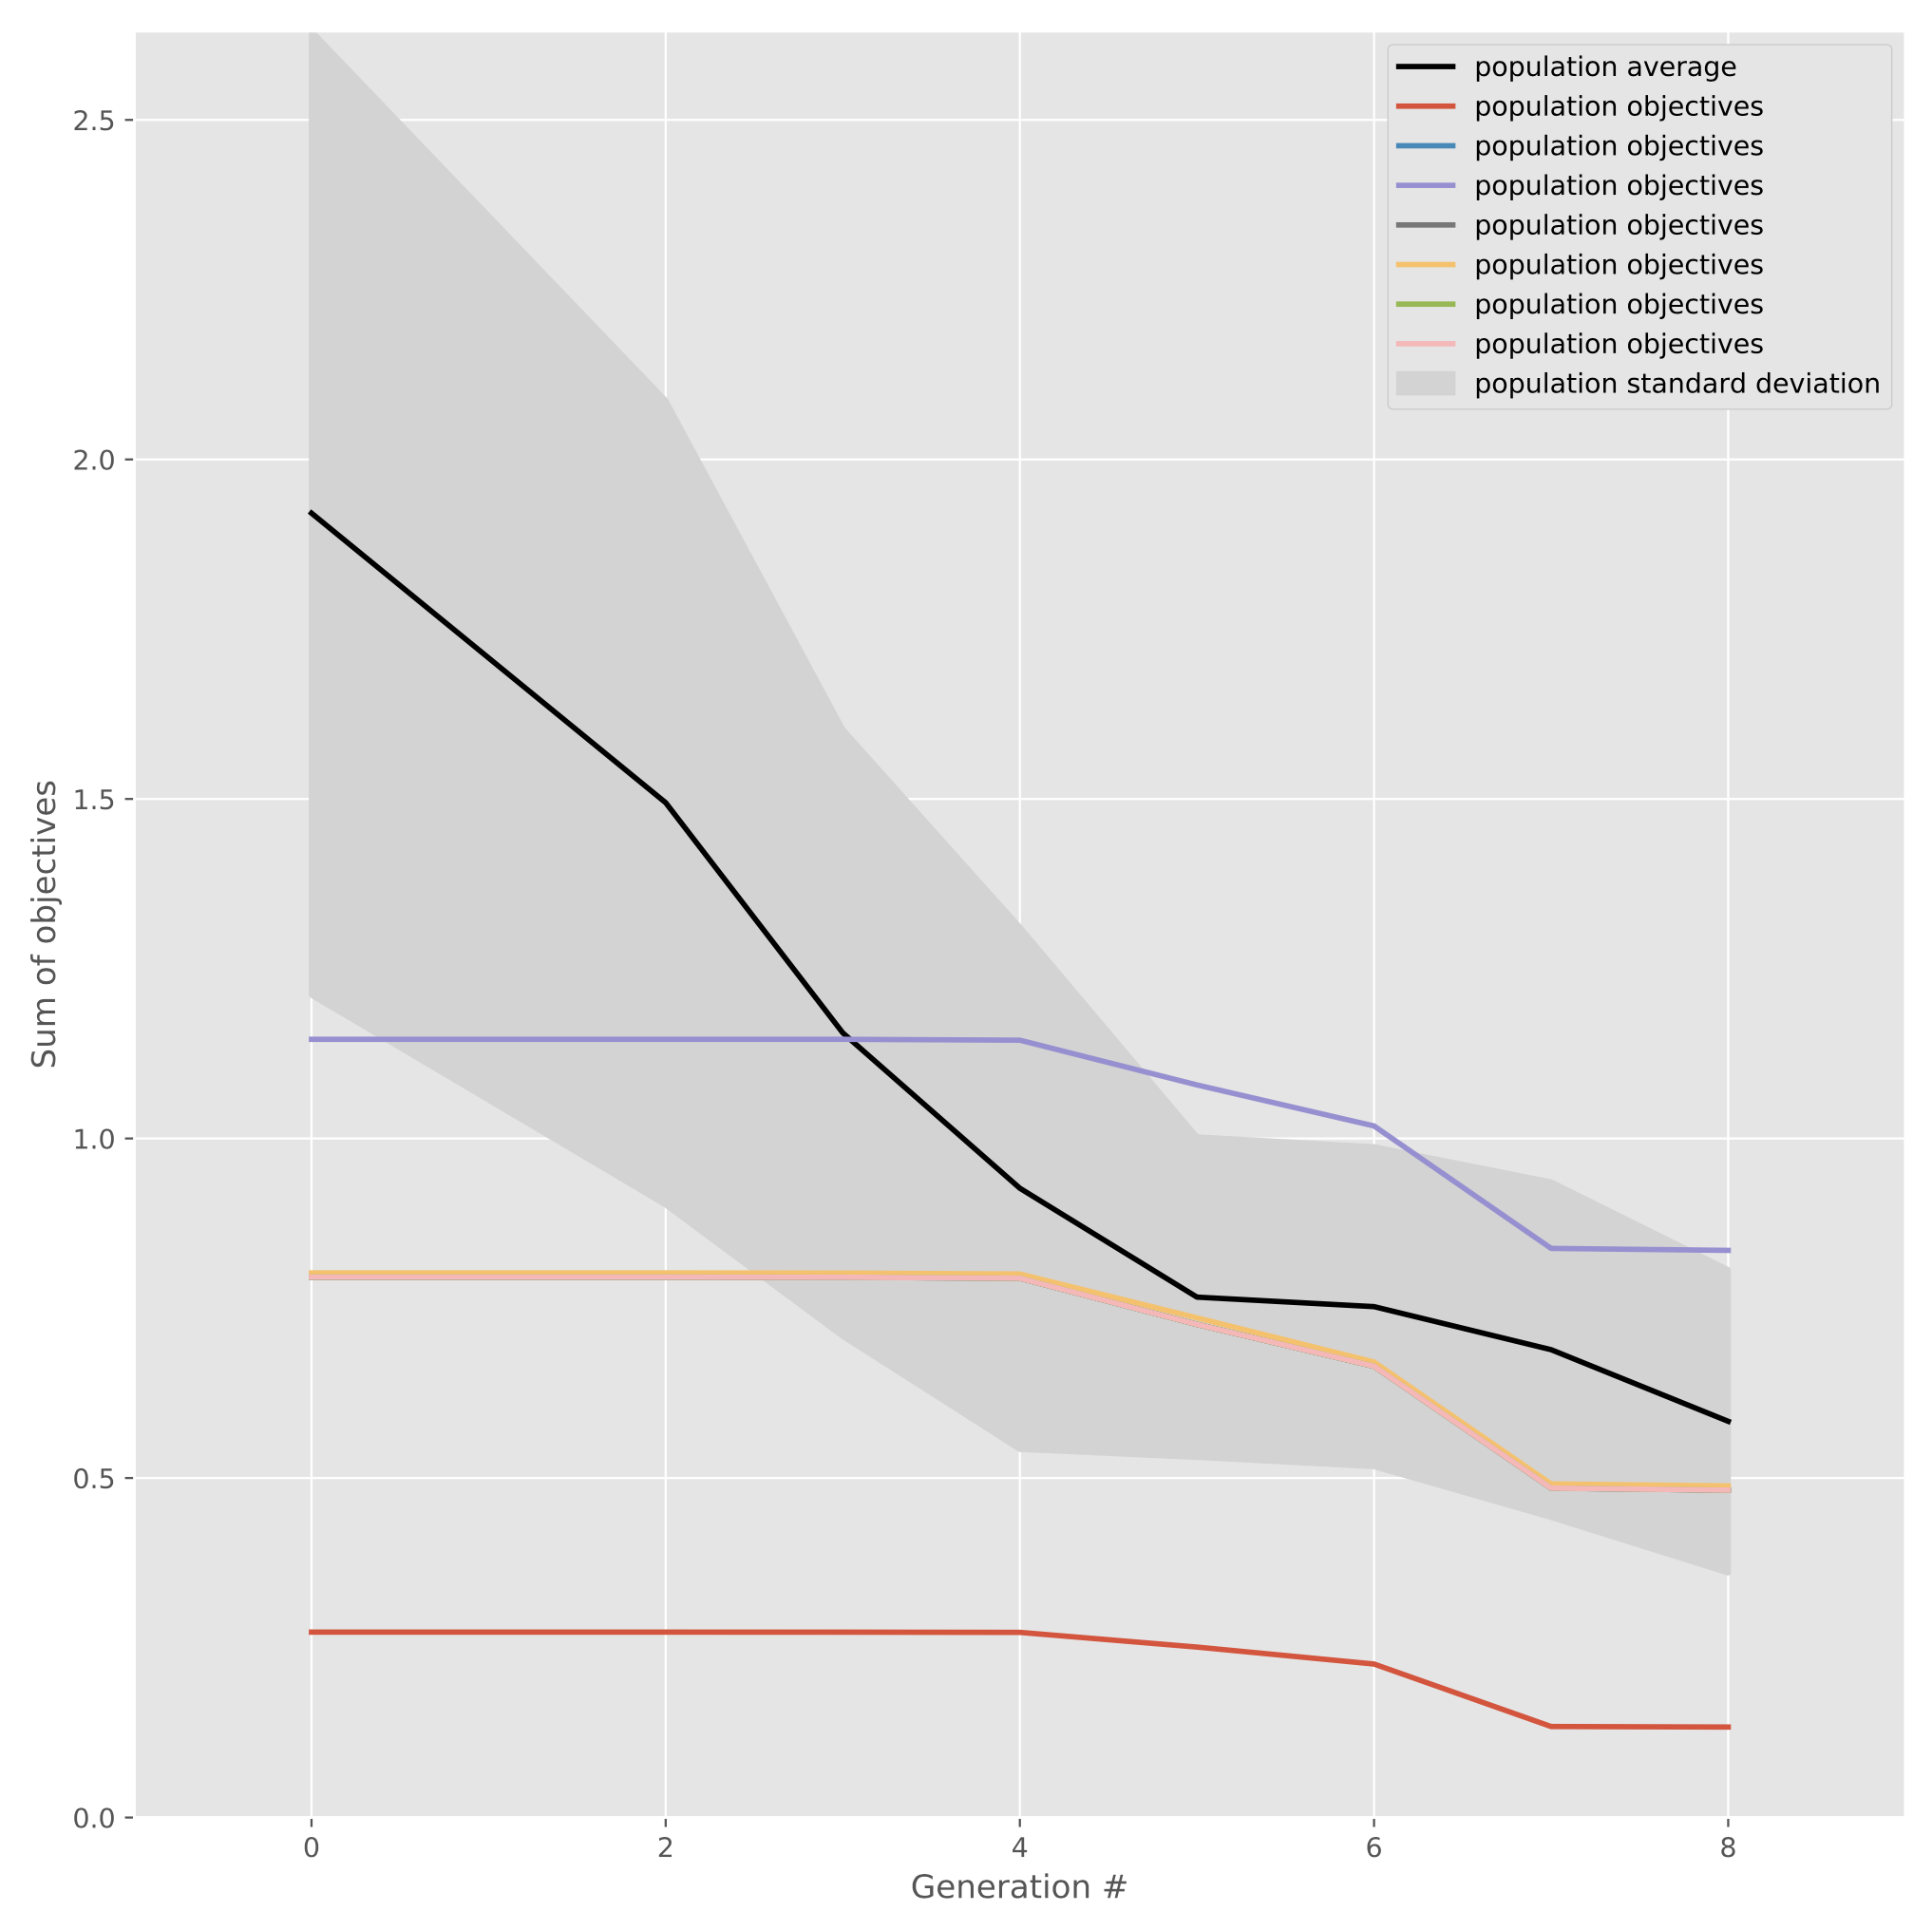 population average
population objectives
population objectives
population objectives
population objectives
population objectives
population objectives
population objectives
population standard deviation
2.5
2.0
1.5
1.0
0.5
0.0
Sum of objectives
0 2 4 6 8
Generation #